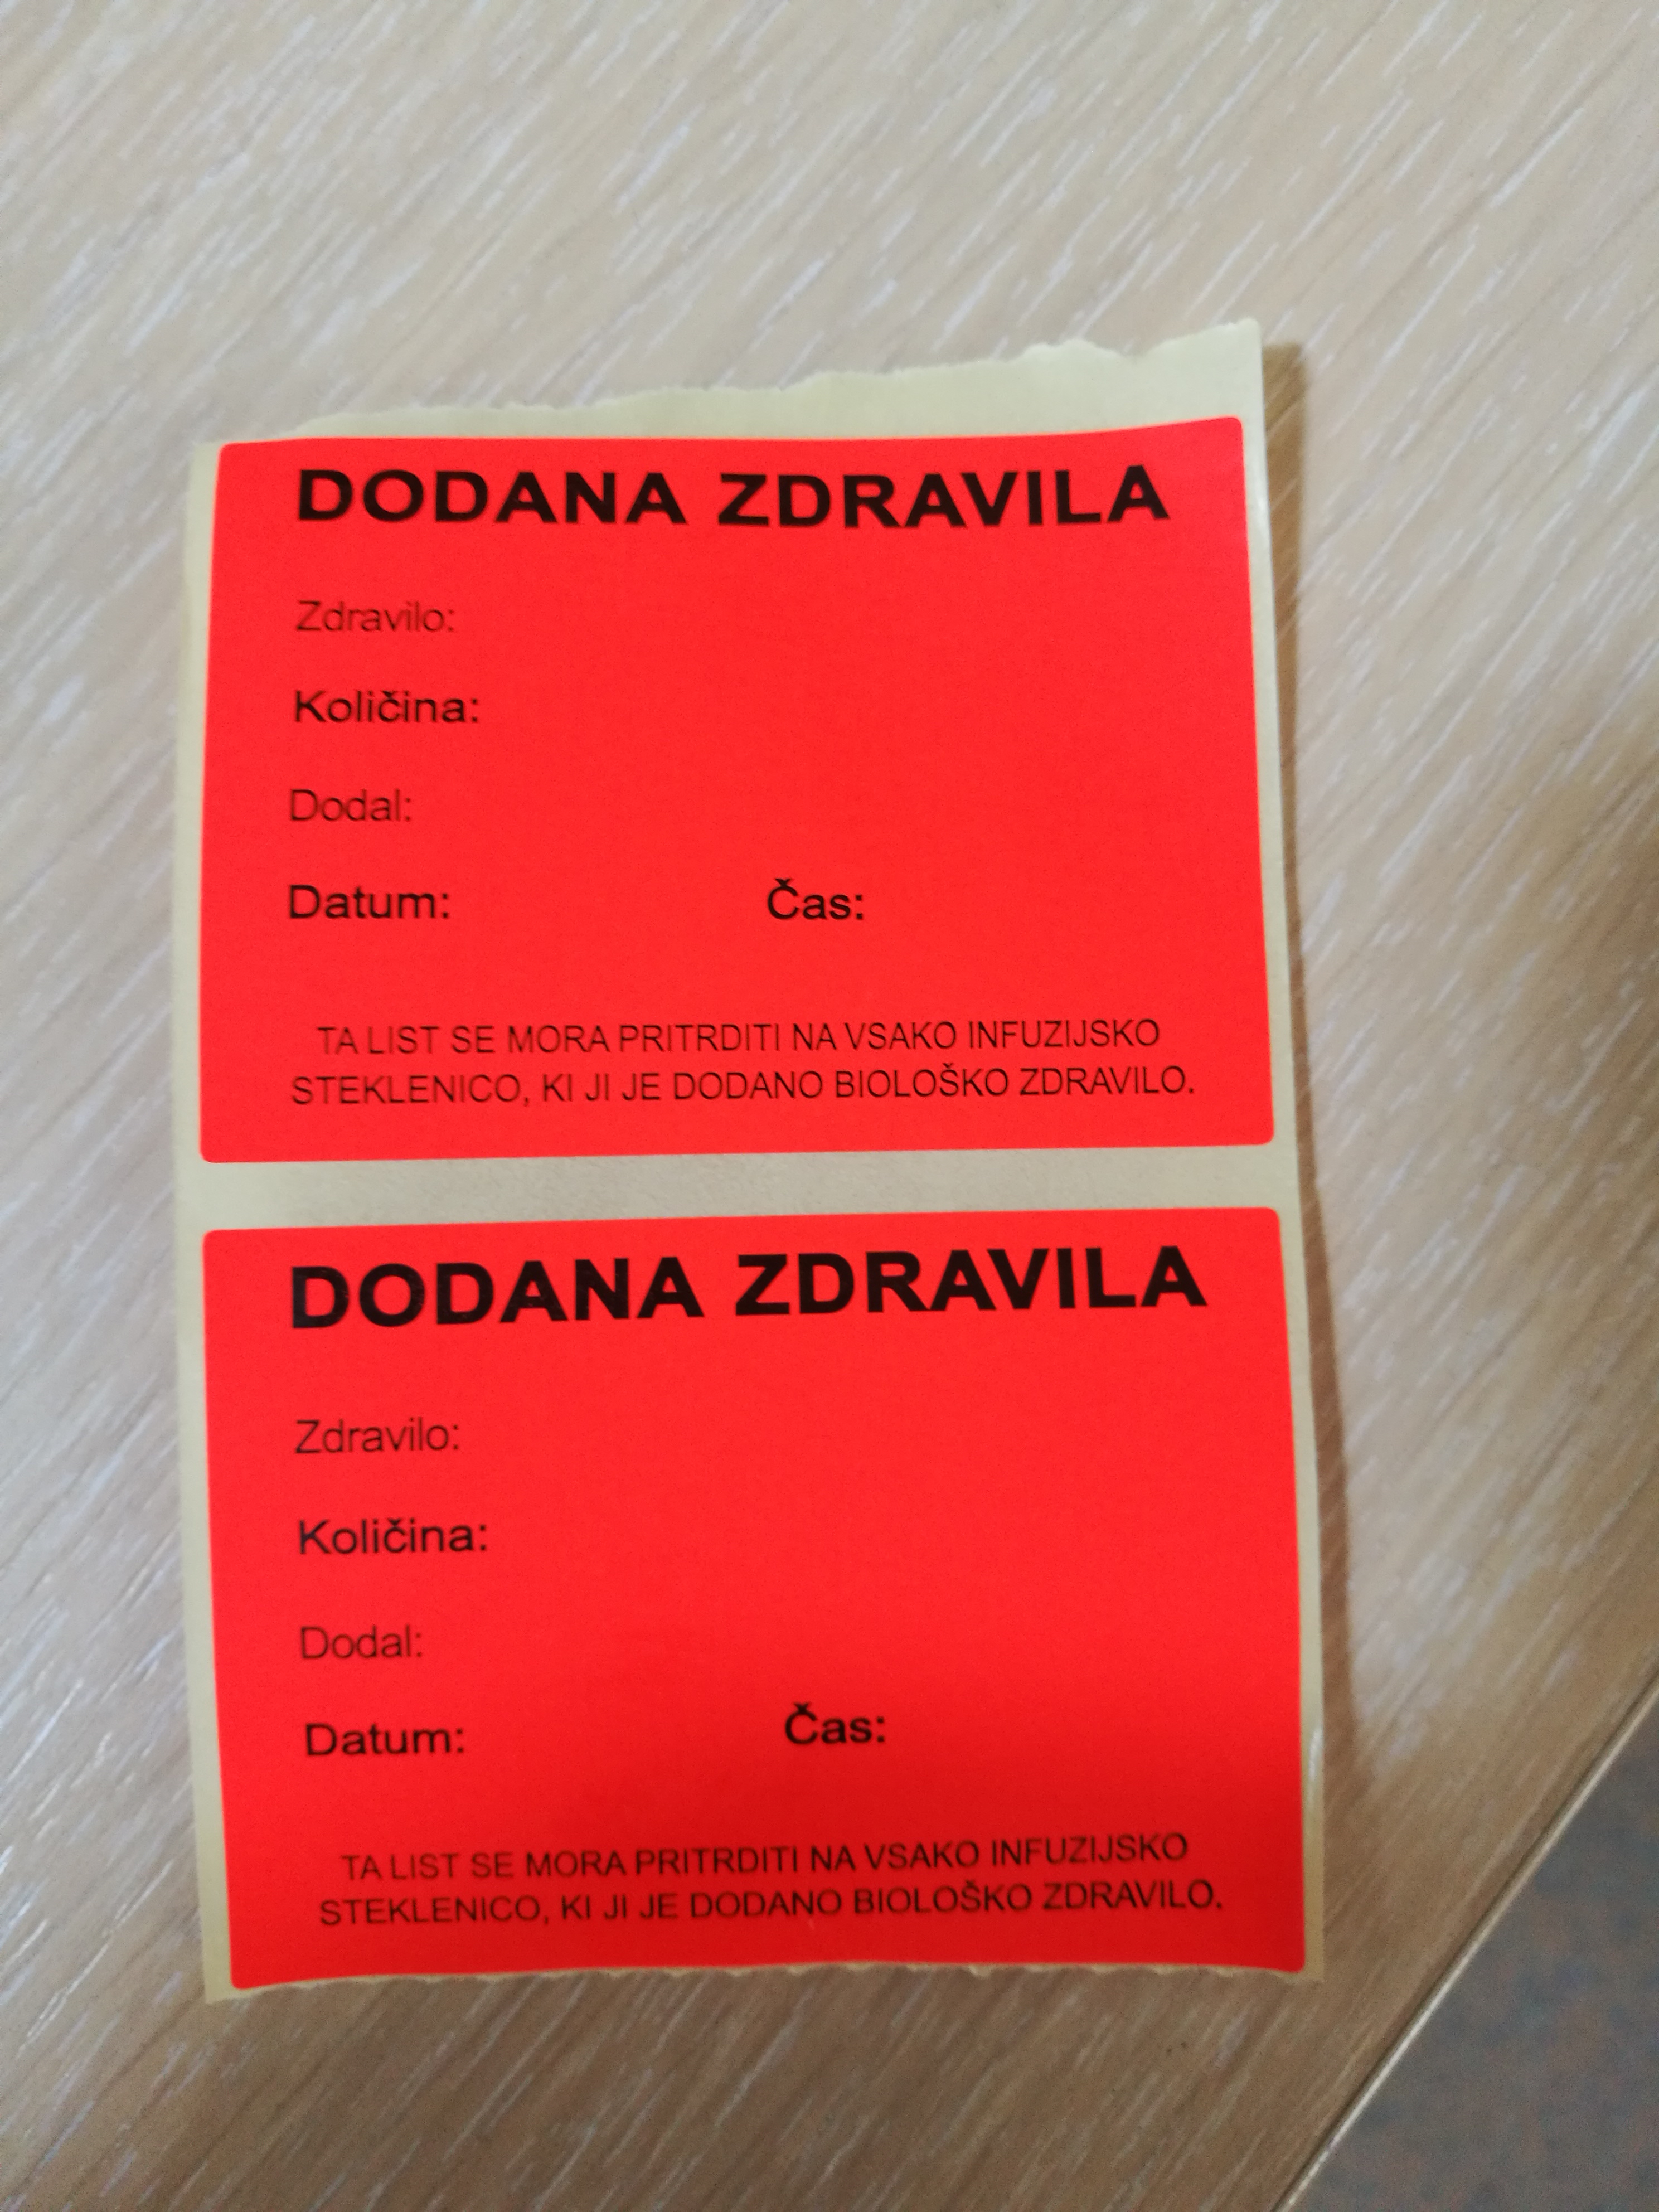 DODANA ZDRAVILA
Zdravilo:
Količina:
Dodal:
Datum: Čas:
TA LIST SE MORA PRITRDITI NA VSAKO INFUZIJSKO
STEKLENICO, KI JI JE DODANO BIOLOŠKO ZDRAVILO.
DODANA ZDRAVILA
Zdravilo:
Količina:
Dodal:
Datum: Čas:
TA LIST SE MORA PRITRDITI NA VSAKO INFUZIJSKO
STEKLENICO, KI JI JE DODANO BIOLOŠKO ZDRAVILO.